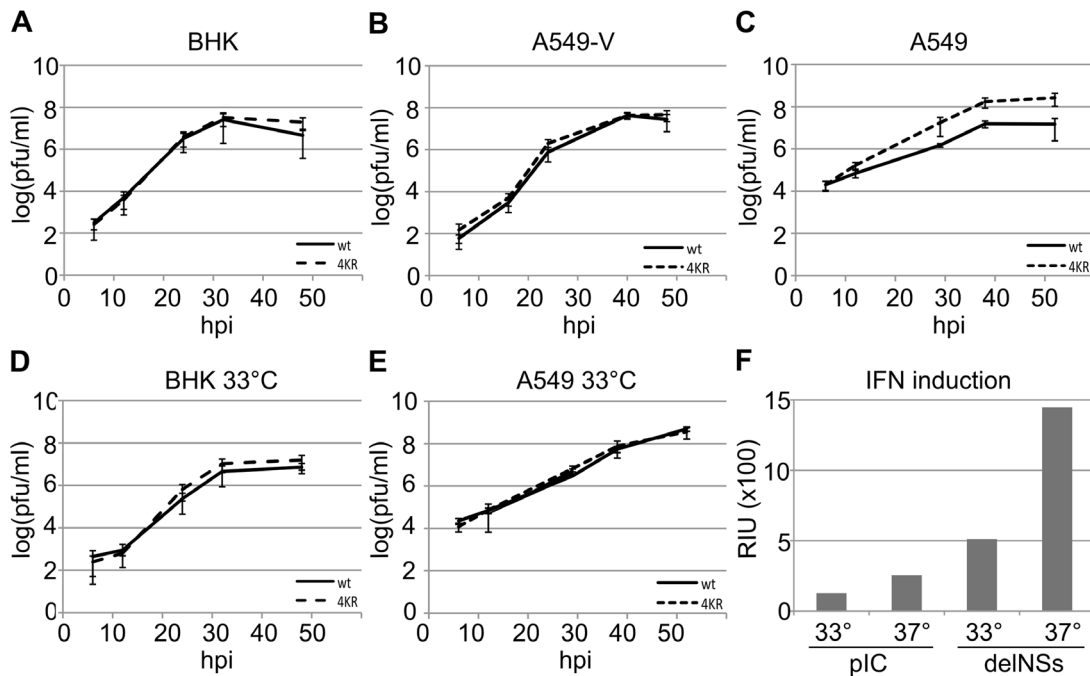 A
BHK
log(pfu/ml)
10
8
6
4
2
0
0 10 20 30 40 50
hpi
wt
4KR
B
A549-V
log(pfu/ml)
10
8
6
4
2
0
0 10 20 30 40 50
hpi
wt
4KR
C
A549
log(pfu/ml)
10
8
6
4
2
0
0 10 20 30 40 50
hpi
wt
4KR
D
BHK 33°C
log(pfu/ml)
10
8
6
4
2
0
0 10 20 30 40 50
hpi
wt
4KR
E
A549 33°C
log(pfu/ml)
10
8
6
4
2
0
0 10 20 30 40 50
hpi
wt
4KR
F
IFN induction
RIU (x100)
15
10
5
0
33° 37° 33° 37°
pIC delNSs